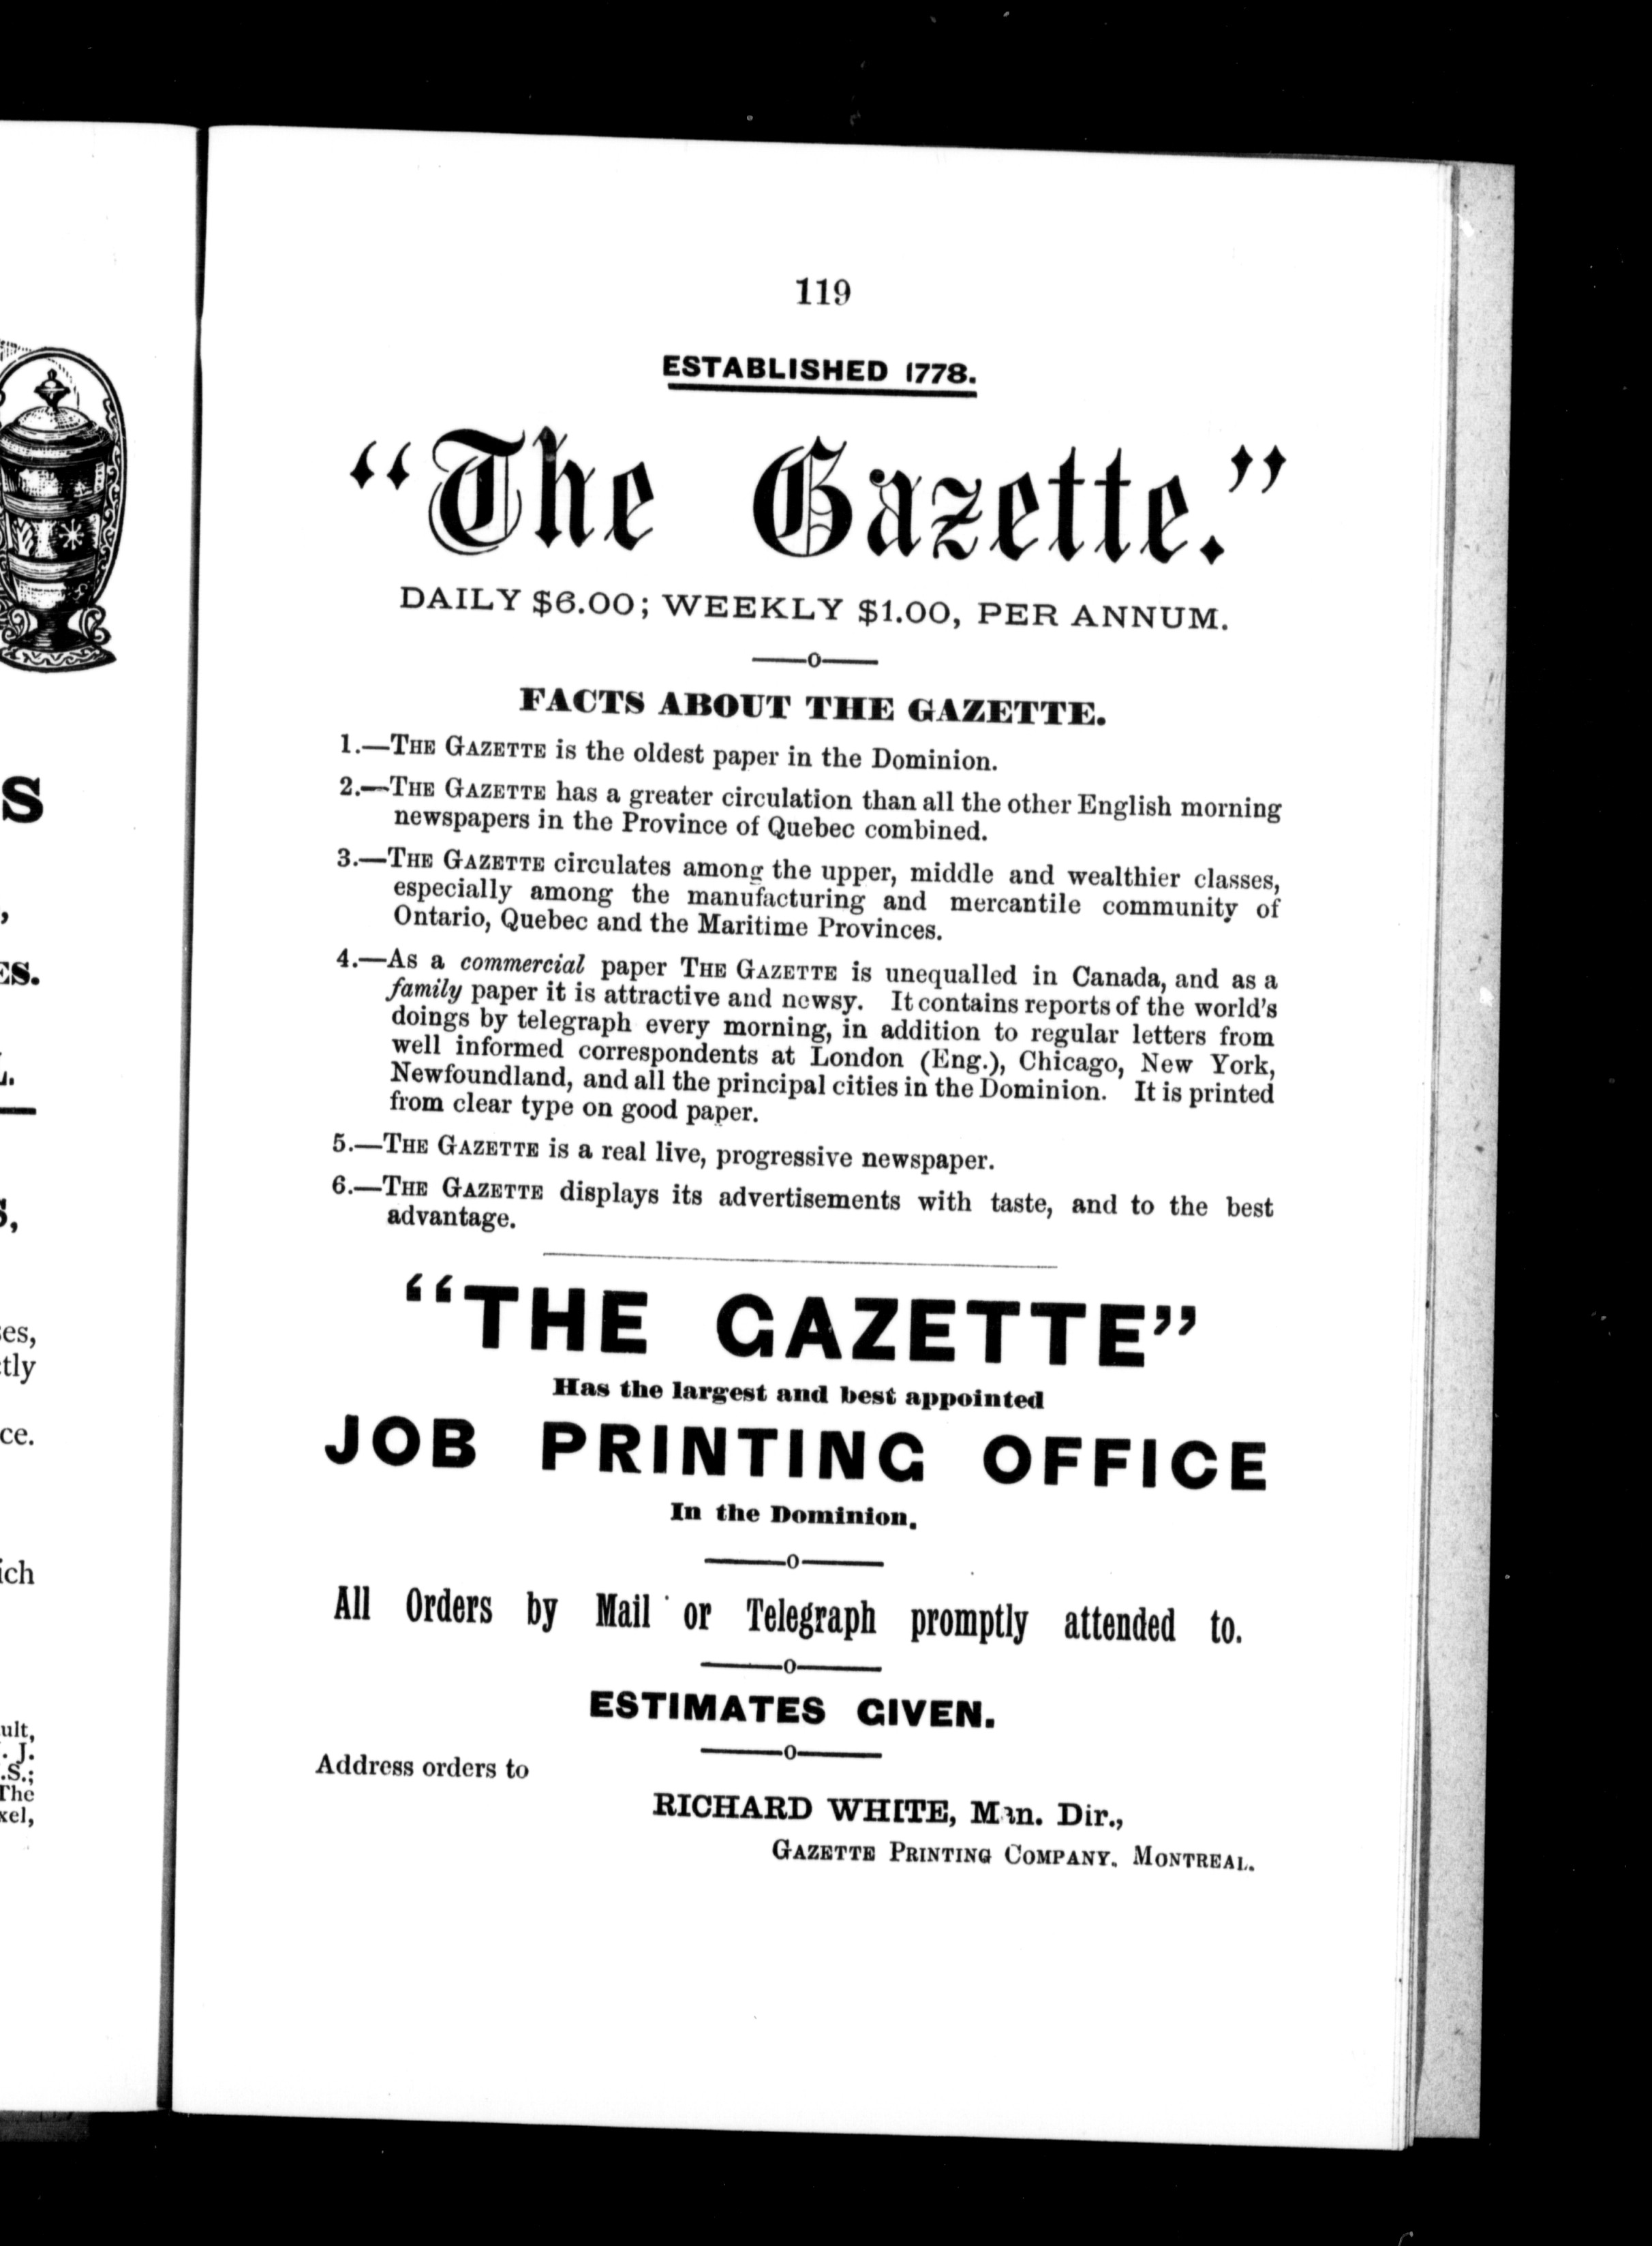 119
ESTABLISHED 1778.
“The Gazette.”
DAILY $6.00; WEEKLY $1.00, PER ANNUM.
——o——
FACTS ABOUT THE GAZETTE.
1.—THE GAZETTE is the oldest paper in the Dominion.
2.—THE GAZETTE has a greater circulation than all the other English morning
newspapers in the Province of Quebec combined.
3.—THE GAZETTE circulates among the upper, middle and wealthier classes,
especially among the manufacturing and mercantile community of
Ontario, Quebec and the Maritime Provinces.
4.—As a commercial paper THE GAZETTE is unequalled in Canada, and as a
family paper it is attractive and newsy. It contains reports of the world's
doings by telegraph every morning, in addition to regular letters from
well informed correspondents at London (Eng.), Chicago, New York,
Newfoundland, and all the principal cities in the Dominion. It is printed
from clear type on good paper.
5.—THE GAZETTE is a real live, progressive newspaper.
6.—THE GAZETTE displays its advertisements with taste, and to the best
advantage.
“THE GAZETTE”
Has the largest and best appointed
JOB PRINTING OFFICE
In the Dominion.
——o——
All Orders by Mail or Telegraph promptly attended to.
——o——
ESTIMATES GIVEN.
——o——
Address orders to
RICHARD WHITE, Man. Dir.,
GAZETTE PRINTING COMPANY, MONTREAL.